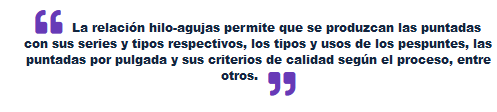 “ La relación hilo-agujas permite que se produzcan las puntadas
con sus series y tipos respectivos, los tipos y usos de los pespuntes, las
puntadas por pulgada y sus criterios de calidad según el proceso, entre
otros. ”